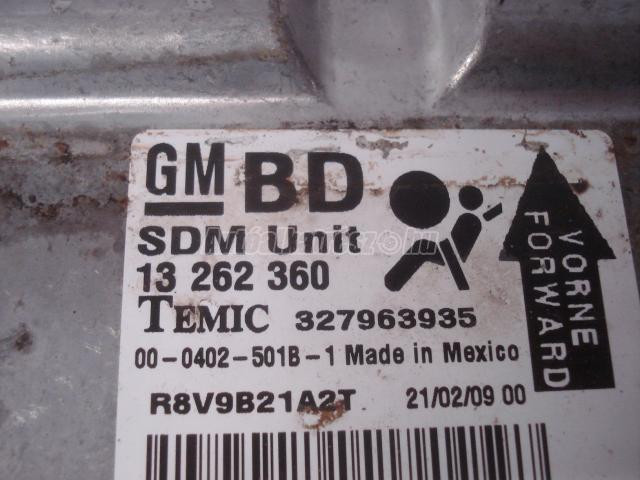 GM BD
SDM Unit
13 262 360
TEMIC 327963935
00-0402-501B-1 Made in Mexico
R8V9B21A2T 21/02/09 00
VORNE
FORWARD